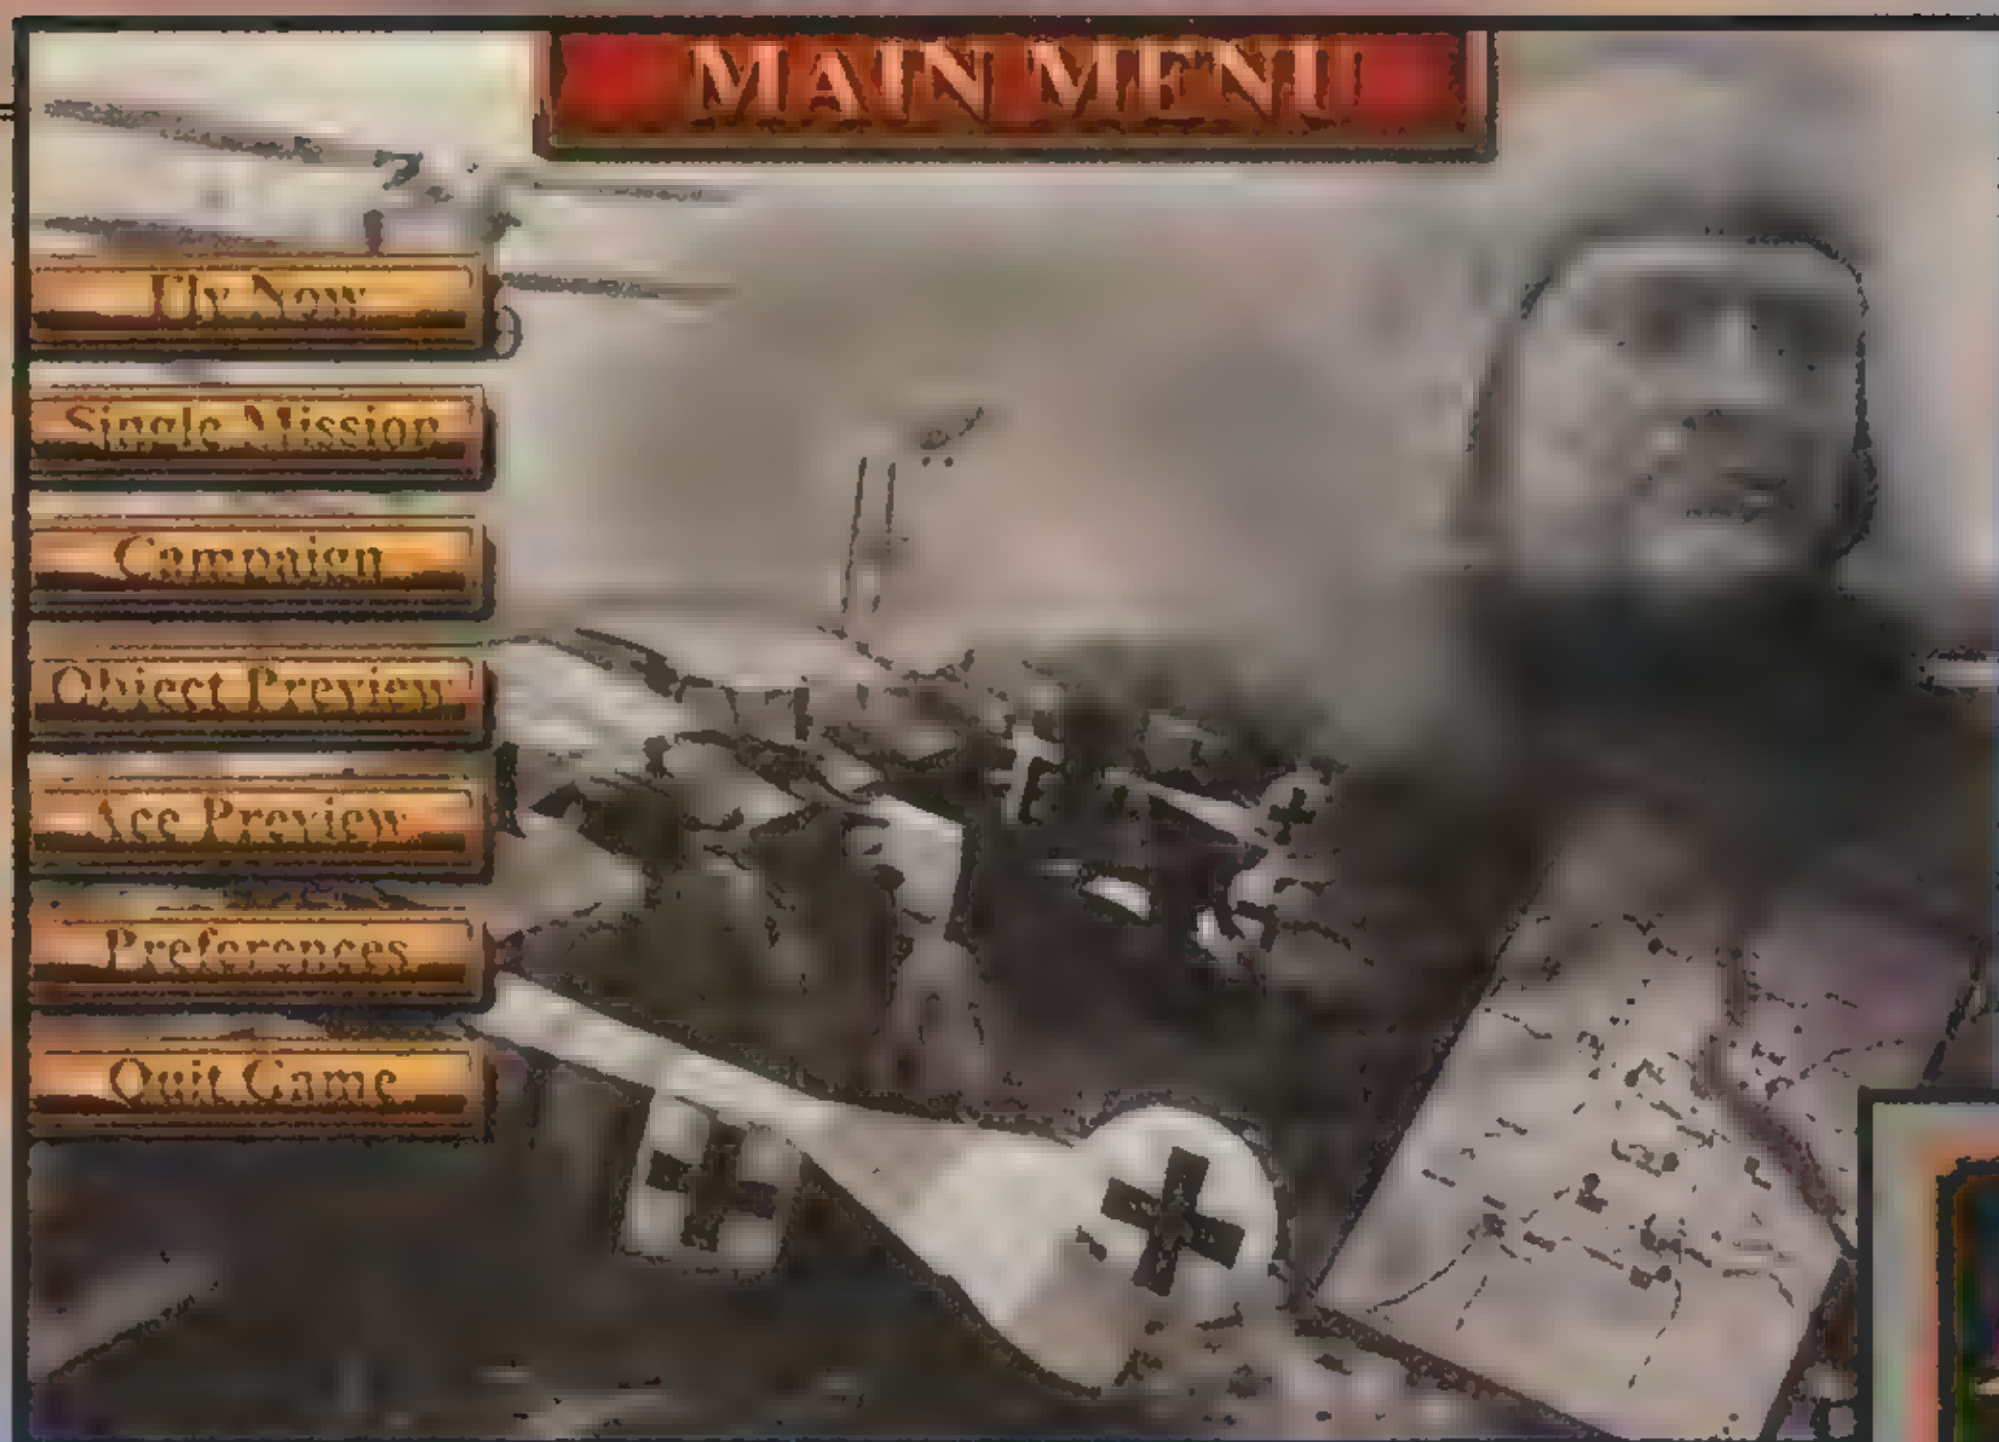 MAIN MENU
Fly Now
Single Mission
Campaign
Object Preview
Ace Preview
Preferences
Quit Game